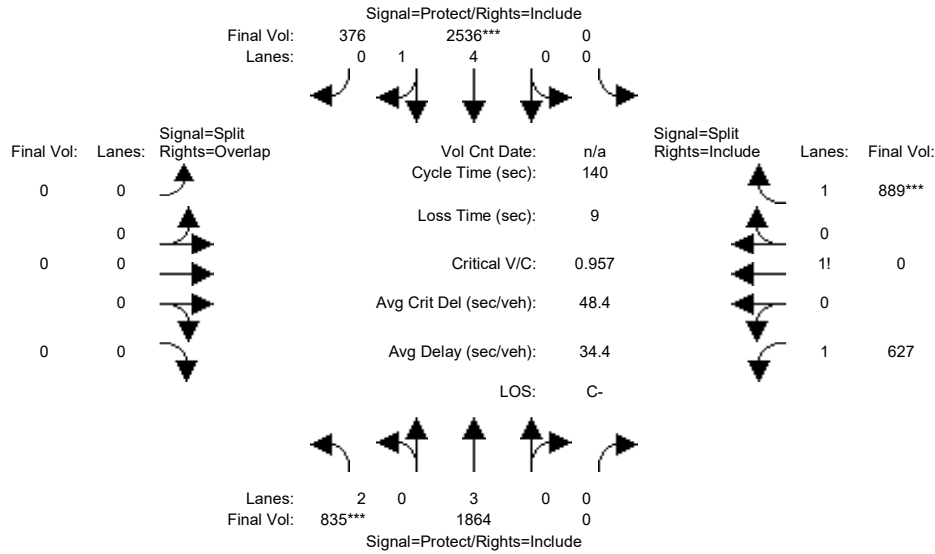 Signal=Protect/Rights=Include
Final Vol: 376 2536*** 0
Lanes: 0 1 4 0 0
Signal=Split Signal=Split
Final Vol: Lanes: Rights=Overlap Vol Cnt Date: n/a Rights=Include Lanes: Final Vol:
0 0 Cycle Time (sec): 140 1 889***
Loss Time (sec): 9
0 0
0 0 Critical V/C: 0.957 1! 0
0 Avg Crit Del (sec/veh): 48.4 0
0 0 Avg Delay (sec/veh): 34.4 1 627
LOS: C-
Lanes: 2 0 3 0 0
Final Vol: 835*** 1864 0
Signal=Protect/Rights=Include